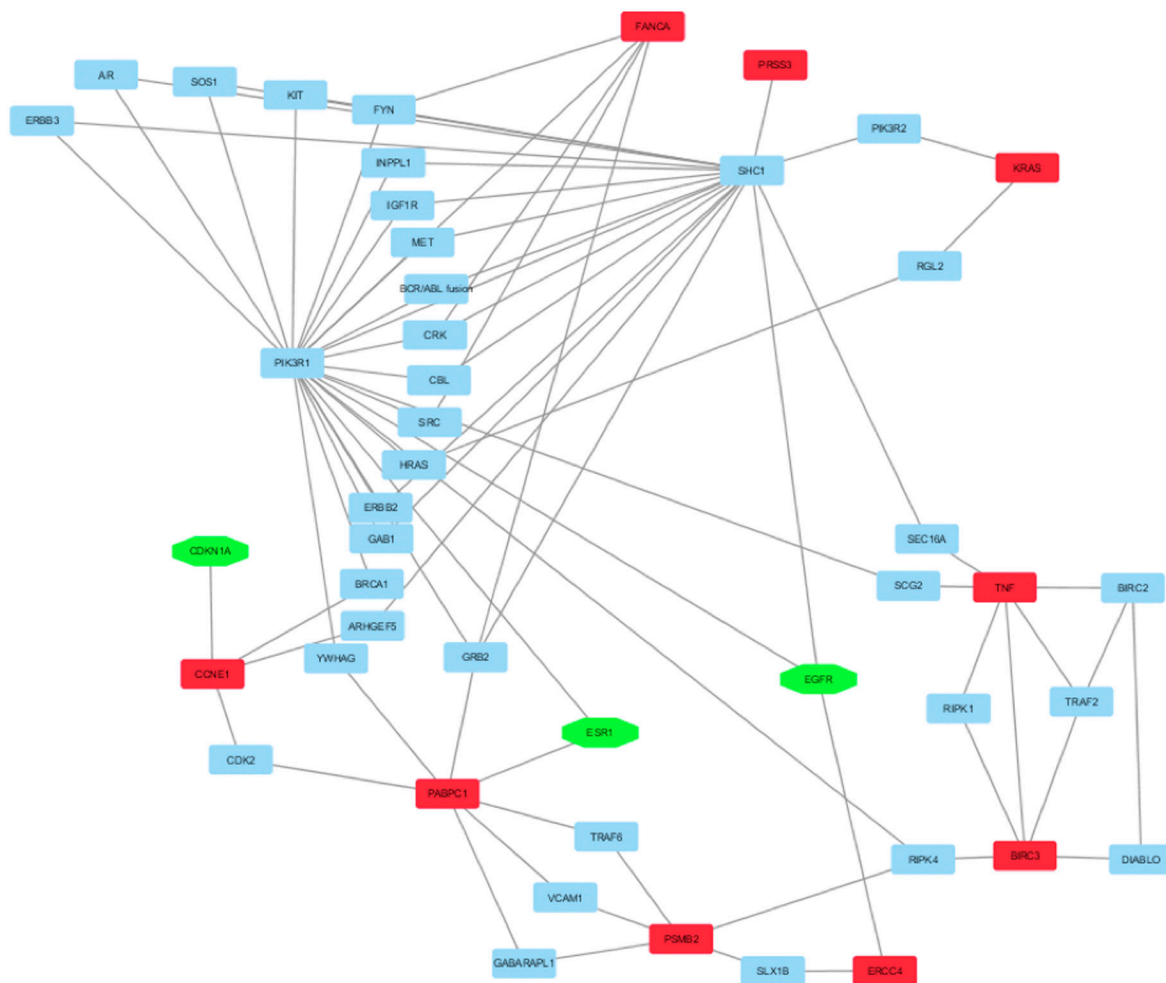 FANCA
PRSS3
AR
SOS1
KIT
FYN
ERBB3
PIK3R2
INPPL1
SHC1
KRAS
IGF1R
MET
RGL2
BCR/ABL fusion
CRK
PIK3R1
CBL
SRC
HRAS
ERBB2
GAB1
SEC16A
CDKN1A
BRCA1
SCG2
TNF
BIRC2
ARHGEF5
YWHAG
GRB2
CCNE1
EGFR
RIPK1
TRAF2
ESR1
CDK2
PABPC1
TRAF6
RIPK4
BIRC3
DIABLO
VCAM1
PSMB2
GABARAPL1
SLX1B
ERCC4